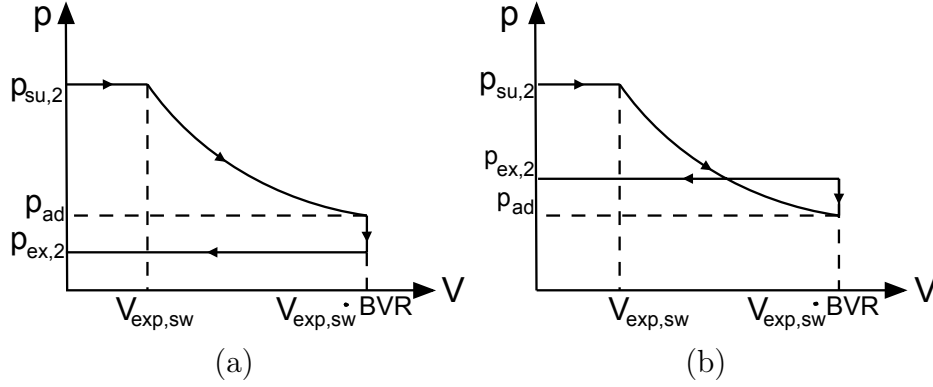 p
p_su,2
p_ad
p_ex,2
V_exp,sw
V_exp,sw · BVR
V
(a)
p
p_su,2
p_ex,2
p_ad
V_exp,sw
V_exp,sw · BVR
V
(b)